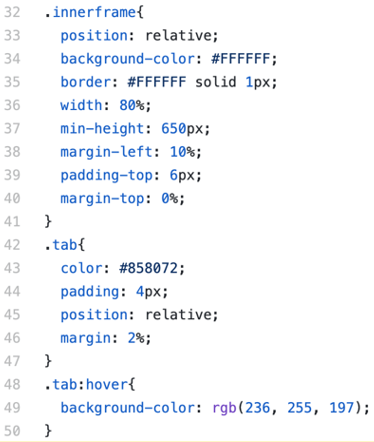 32 .innerframe{
33   position: relative;
34   background-color: #FFFFFF;
35   border: #FFFFFF solid 1px;
36   width: 80%;
37   min-height: 650px;
38   margin-left: 10%;
39   padding-top: 6px;
40   margin-top: 0%;
41 }
42 .tab{
43   color: #858072;
44   padding: 4px;
45   position: relative;
46   margin: 2%;
47 }
48 .tab:hover{
49   background-color: rgb(236, 255, 197);
50 }